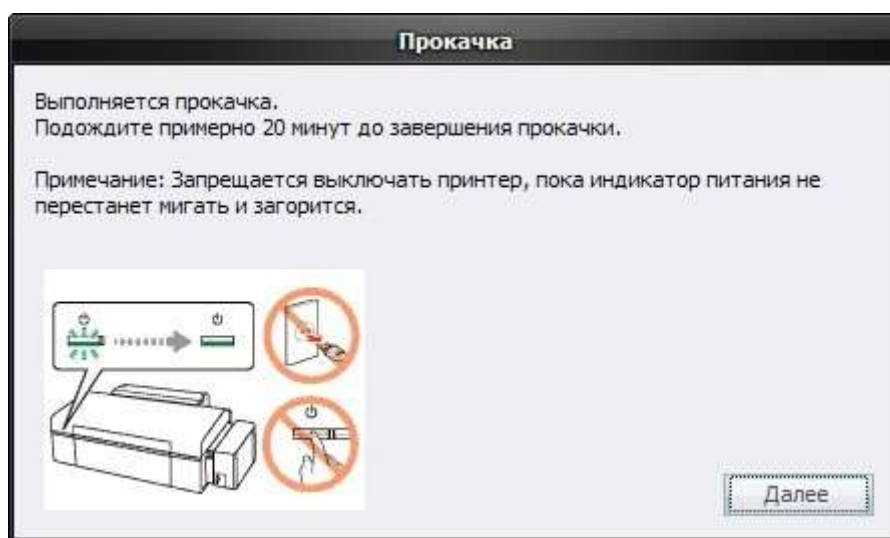 Прокачка
Выполняется прокачка.
Подождите примерно 20 минут до завершения прокачки.
Примечание: Запрещается выключать принтер, пока индикатор питания не
перестанет мигать и загорится.
Далее